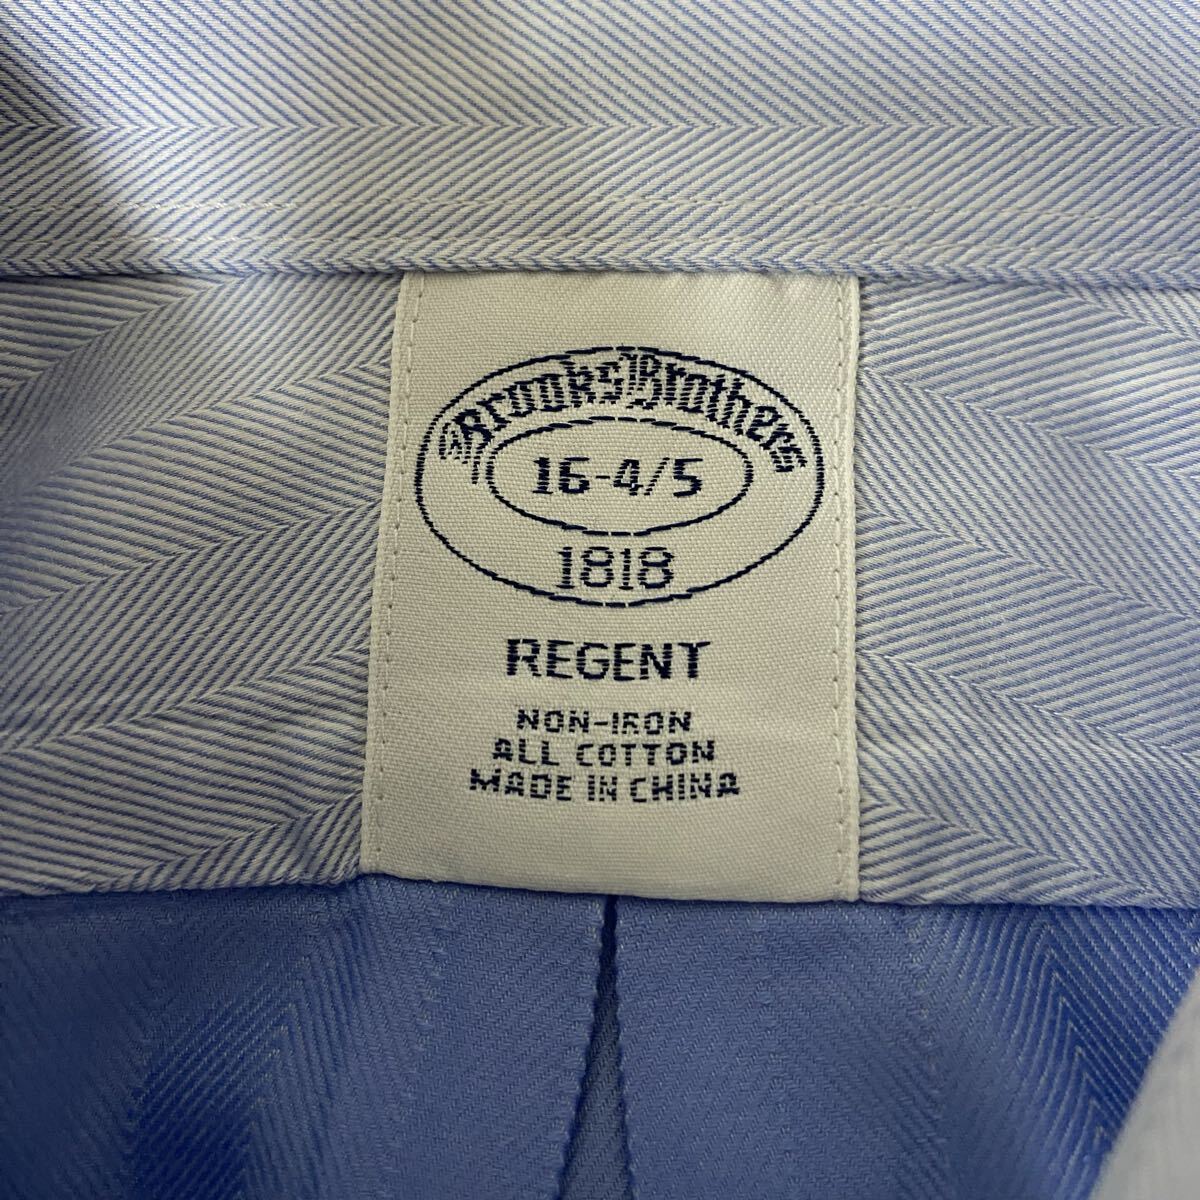 Brooks Brothers
16-4/5
1818
REGENT
NON-IRON
ALL COTTON
MADE IN CHINA